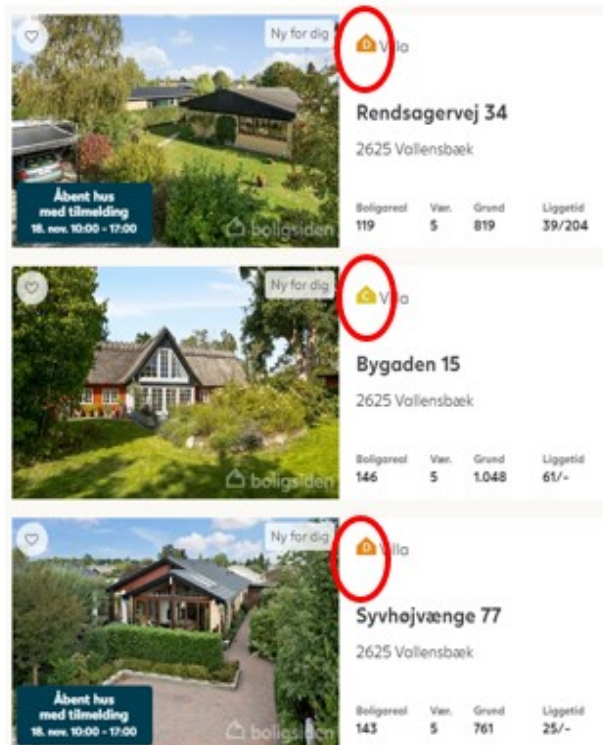 Ny for dig
D Villa
Rendsagervej 34
2625 Vallensbæk
Åbent hus
med tilmelding
18. nov. 10:00 - 17:00
boligsiden
Boligareal Vær. Grund Liggetid
119 5 819 39/204
Ny for dig
C Villa
Bygaden 15
2625 Vallensbæk
boligsiden
Boligareal Vær. Grund Liggetid
146 5 1.048 61/-
Ny for dig
D Villa
Syvhøjvænge 77
2625 Vallensbæk
Åbent hus
med tilmelding
18. nov. 10:00 - 17:00
boligsiden
Boligareal Vær. Grund Liggetid
143 5 761 25/-